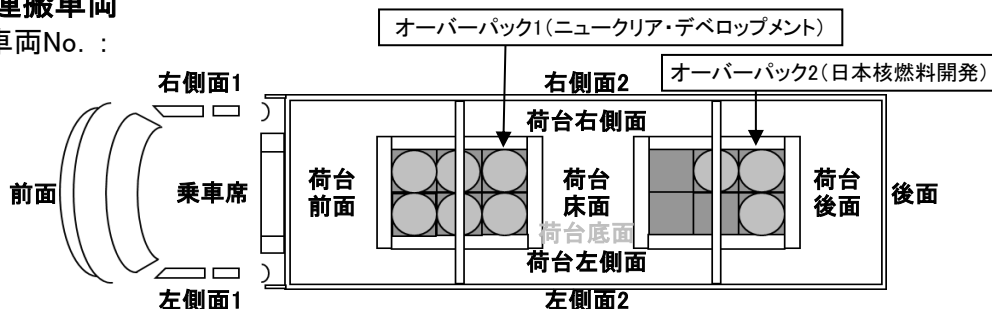 運搬車両
車両No. :
オーバーパック1(ニュークリア・デベロップメント)
オーバーパック2(日本核燃料開発)
右側面1
右側面2
荷台右側面
前面
乗車席
荷台
前面
荷台
床面
荷台底面
荷台
後面
後面
荷台左側面
左側面1
左側面2